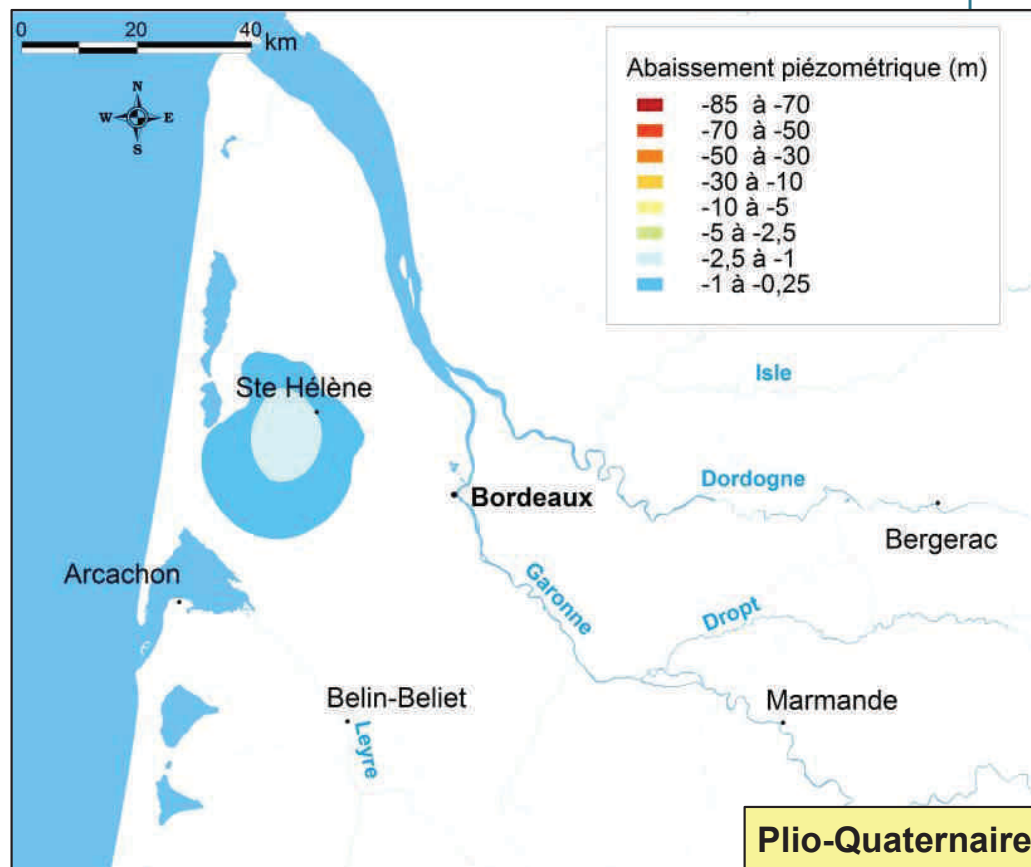 0 20 40
km
N
W E
S
Abaissement piézométrique (m)
-85 à -70
-70 à -50
-50 à -30
-30 à -10
-10 à -5
-5 à -2,5
-2,5 à -1
-1 à -0,25
Isle
Ste Hélène
Dordogne
Bordeaux
Bergerac
Arcachon
Garonne
Dropt
Belin-Beliet
Marmande
Leyre
Plio-Quaternaire